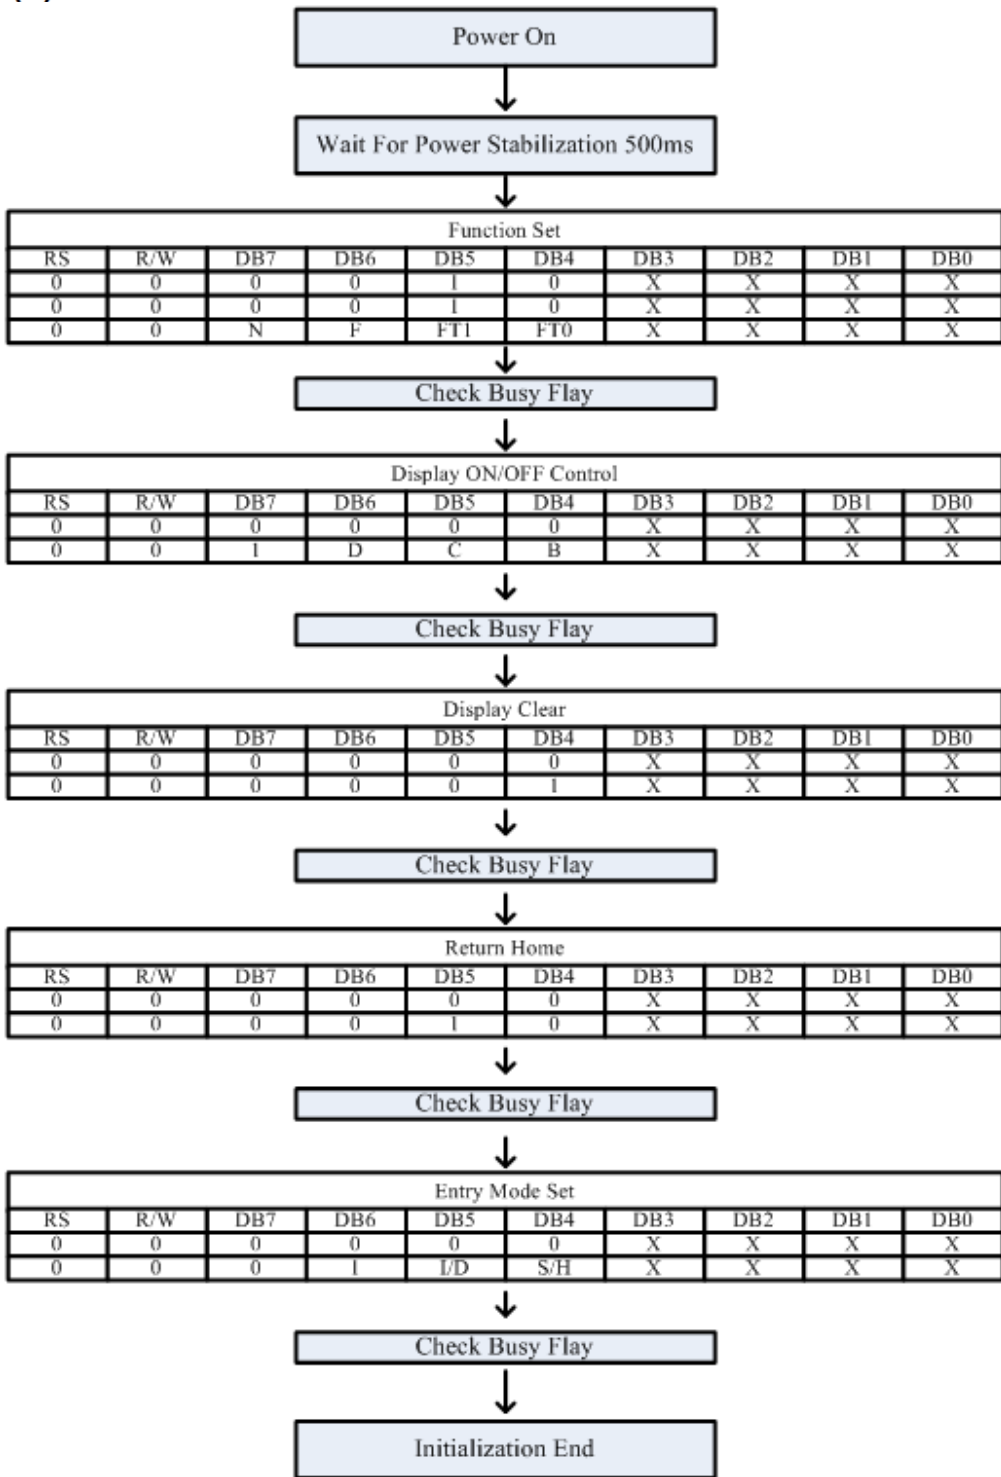 Power On
Wait For Power Stabilization 500ms
Function Set
RS R/W DB7 DB6 DB5 DB4 DB3 DB2 DB1 DB0
0 0 0 0 1 0 X X X X
0 0 0 0 1 0 X X X X
0 0 N F FT1 FT0 X X X X
Check Busy Flay
Display ON/OFF Control
RS R/W DB7 DB6 DB5 DB4 DB3 DB2 DB1 DB0
0 0 0 0 0 0 X X X X
0 0 1 D C B X X X X
Check Busy Flay
Display Clear
RS R/W DB7 DB6 DB5 DB4 DB3 DB2 DB1 DB0
0 0 0 0 0 0 X X X X
0 0 0 0 0 1 X X X X
Check Busy Flay
Return Home
RS R/W DB7 DB6 DB5 DB4 DB3 DB2 DB1 DB0
0 0 0 0 0 0 X X X X
0 0 0 0 1 0 X X X X
Check Busy Flay
Entry Mode Set
RS R/W DB7 DB6 DB5 DB4 DB3 DB2 DB1 DB0
0 0 0 0 0 0 X X X X
0 0 0 1 I/D S/H X X X X
Check Busy Flay
Initialization End